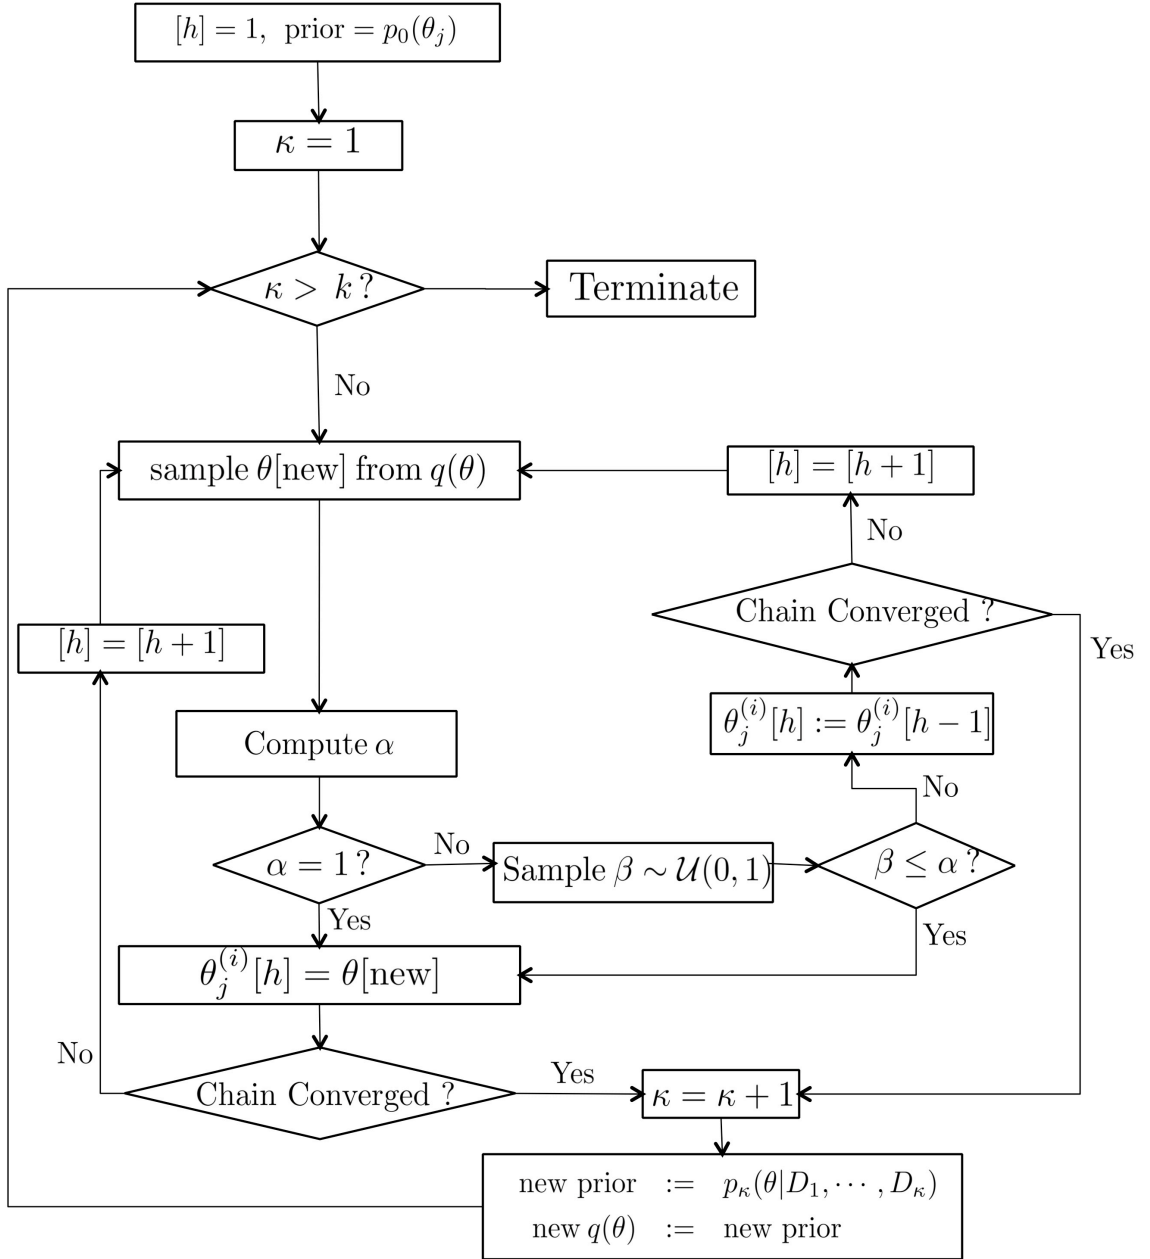 [h] = 1, prior = p₀(θⱼ)
κ = 1
κ > k ?
Terminate
No
sample θ[new] from q(θ)
[h] = [h + 1]
No
Chain Converged ?
Yes
[h] = [h + 1]
θⱼ⁽ⁱ⁾[h] := θⱼ⁽ⁱ⁾[h − 1]
Compute α
No
α = 1 ?
No
Sample β ∼ 𝒰(0, 1)
β ≤ α ?
Yes
Yes
θⱼ⁽ⁱ⁾[h] = θ[new]
No
Chain Converged ?
Yes
κ = κ + 1
new prior := p_κ(θ|D₁, ⋯ , D_κ)
new q(θ) := new prior